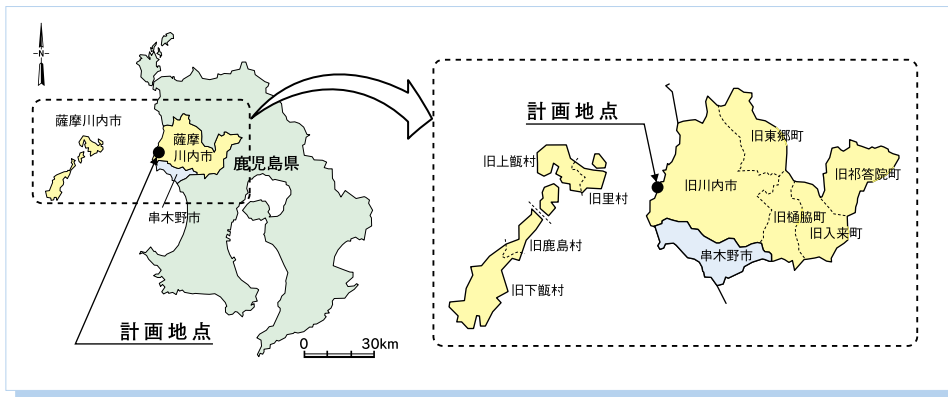 N
薩摩川内市
薩摩
川内市
鹿児島県
串木野市
計画地点
0 30km
計画地点
旧東郷町
旧上甑村
旧祁答院町
旧川内市
旧里村
旧樋脇町
旧入来町
旧鹿島村
串木野市
旧下甑村